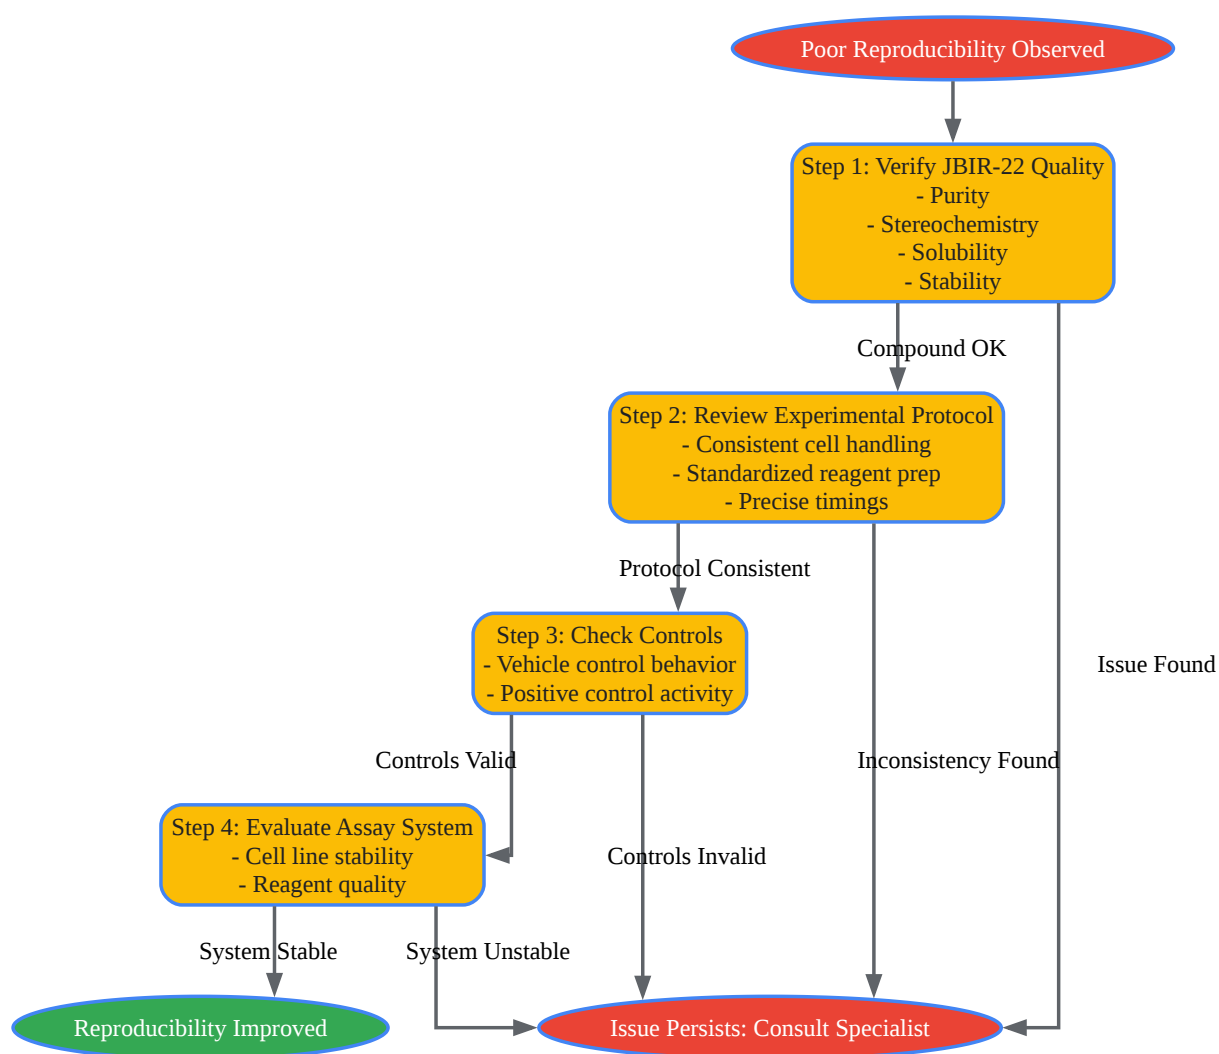 Poor Reproducibility Observed
Step 1: Verify JBIR-22 Quality
- Purity
- Stereochemistry
- Solubility
- Stability
Compound OK
Step 2: Review Experimental Protocol
- Consistent cell handling
- Standardized reagent prep
- Precise timings
Protocol Consistent
Step 3: Check Controls
- Vehicle control behavior
- Positive control activity
Issue Found
Controls Valid
Inconsistency Found
Step 4: Evaluate Assay System
- Cell line stability
- Reagent quality
Controls Invalid
System Stable
System Unstable
Reproducibility Improved
Issue Persists: Consult Specialist